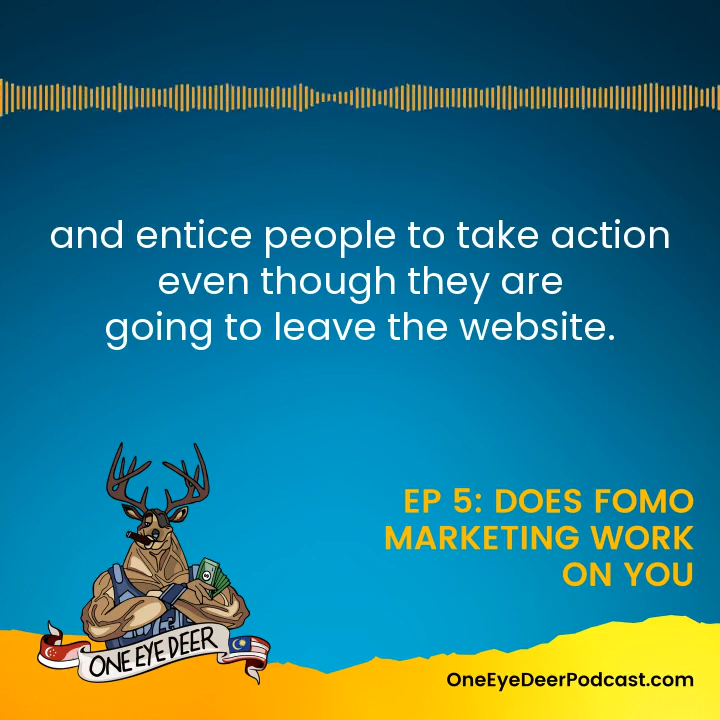 and entice people to take action
even though they are
going to leave the website.
EP 5: DOES FOMO
MARKETING WORK
ON YOU
ONE EYE DEER
OneEyeDeerPodcast.com